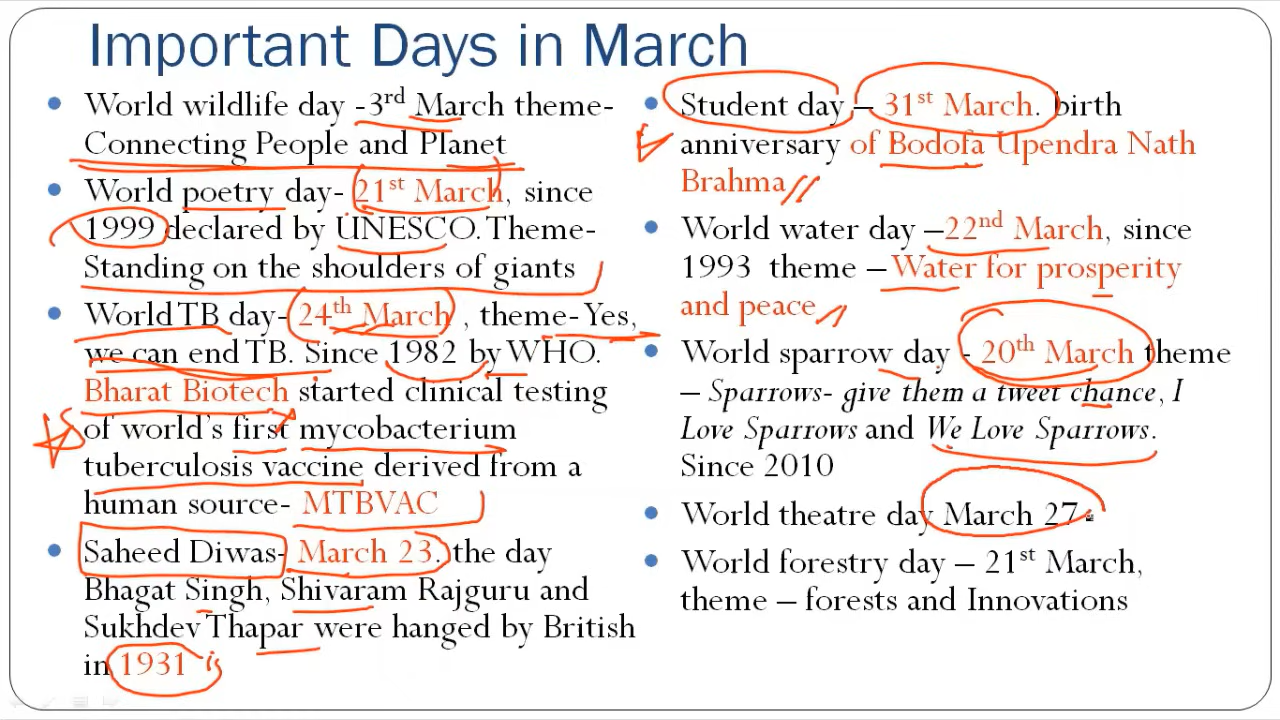 Important Days in March
World wildlife day -3rd March theme-
Connecting People and Planet
World poetry day- 21st March, since
1999 declared by UNESCO. Theme-
Standing on the shoulders of giants
World TB day- 24th March , theme- Yes,
we can end TB. Since 1982 by WHO.
Bharat Biotech started clinical testing
of world's first mycobacterium
tuberculosis vaccine derived from a
human source- MTBVAC
Saheed Diwas- March 23. the day
Bhagat Singh, Shivaram Rajguru and
Sukhdev Thapar were hanged by British
in 1931
Student day – 31st March. birth
anniversary of Bodofa Upendra Nath
Brahma
World water day –22nd March, since
1993 theme – Water for prosperity
and peace
World sparrow day - 20th March theme
– Sparrows- give them a tweet chance, I
Love Sparrows and We Love Sparrows.
Since 2010
World theatre day March 27
World forestry day – 21st March,
theme – forests and Innovations